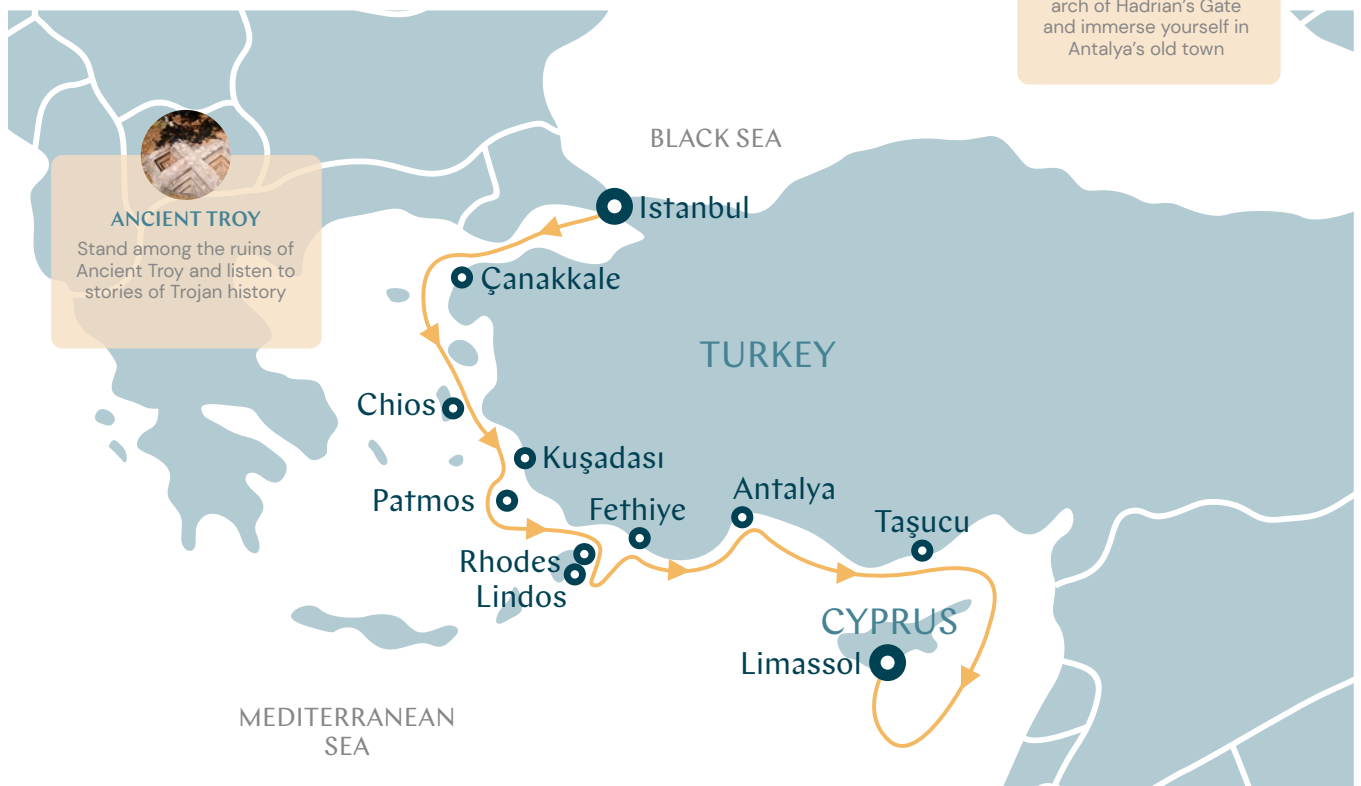 arch of Hadrian's Gate
and immerse yourself in
Antalya's old town
BLACK SEA
Istanbul
ANCIENT TROY
Stand among the ruins of
Ancient Troy and listen to
stories of Trojan history
Çanakkale
TURKEY
Chios
Kuşadası
Patmos
Antalya
Fethiye
Taşucu
Rhodes
Lindos
CYPRUS
Limassol
MEDITERRANEAN
SEA